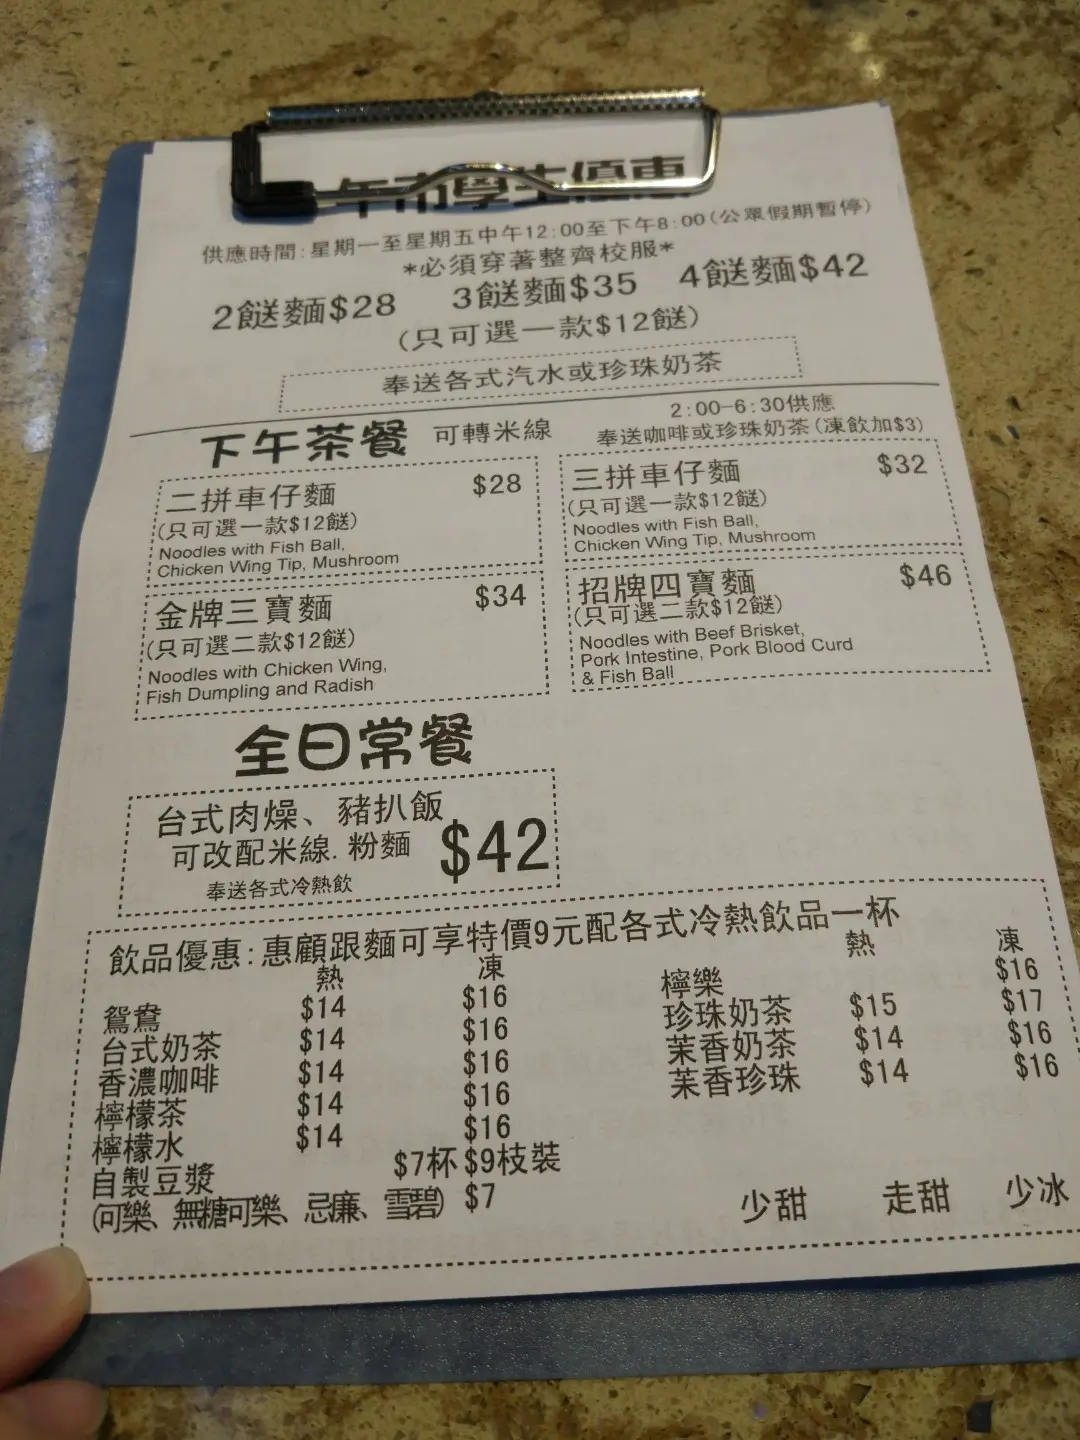 午市學生優惠
供應時間:星期一至星期五中午12:00至下午8:00(公眾假期暫停)
*必須穿著整齊校服*
2餸麵$28 3餸麵$35 4餸麵$42
(只可選一款$12餸)
奉送各式汽水或珍珠奶茶
下午茶餐 可轉米線
2:00-6:30供應
奉送咖啡或珍珠奶茶(凍飲加$3)
二拼車仔麵 $28
(只可選一款$12餸)
Noodles with Fish Ball,
Chicken Wing Tip, Mushroom
三拼車仔麵 $32
(只可選一款$12餸)
Noodles with Fish Ball,
Chicken Wing Tip, Mushroom
金牌三寶麵 $34
(只可選二款$12餸)
Noodles with Chicken Wing,
Fish Dumpling and Radish
招牌四寶麵 $46
(只可選二款$12餸)
Noodles with Beef Brisket,
Pork Intestine, Pork Blood Curd
& Fish Ball
全日常餐
台式肉燥、豬扒飯
可改配米線.粉麵 $42
奉送各式冷熱飲
飲品優惠:惠顧跟麵可享特價9元配各式冷熱飲品一杯
熱 凍
鴛鴦 $14 $16
台式奶茶 $14 $16
香濃咖啡 $14 $16
檸檬茶 $14 $16
檸檬水 $14 $16
自製豆漿 $7杯 $9枝裝
(可樂、無糖可樂、忌廉、雪碧) $7
熱 凍
檸樂 $16
珍珠奶茶 $15 $17
茉香奶茶 $14 $16
茉香珍珠 $14 $16
少甜 走甜 少冰